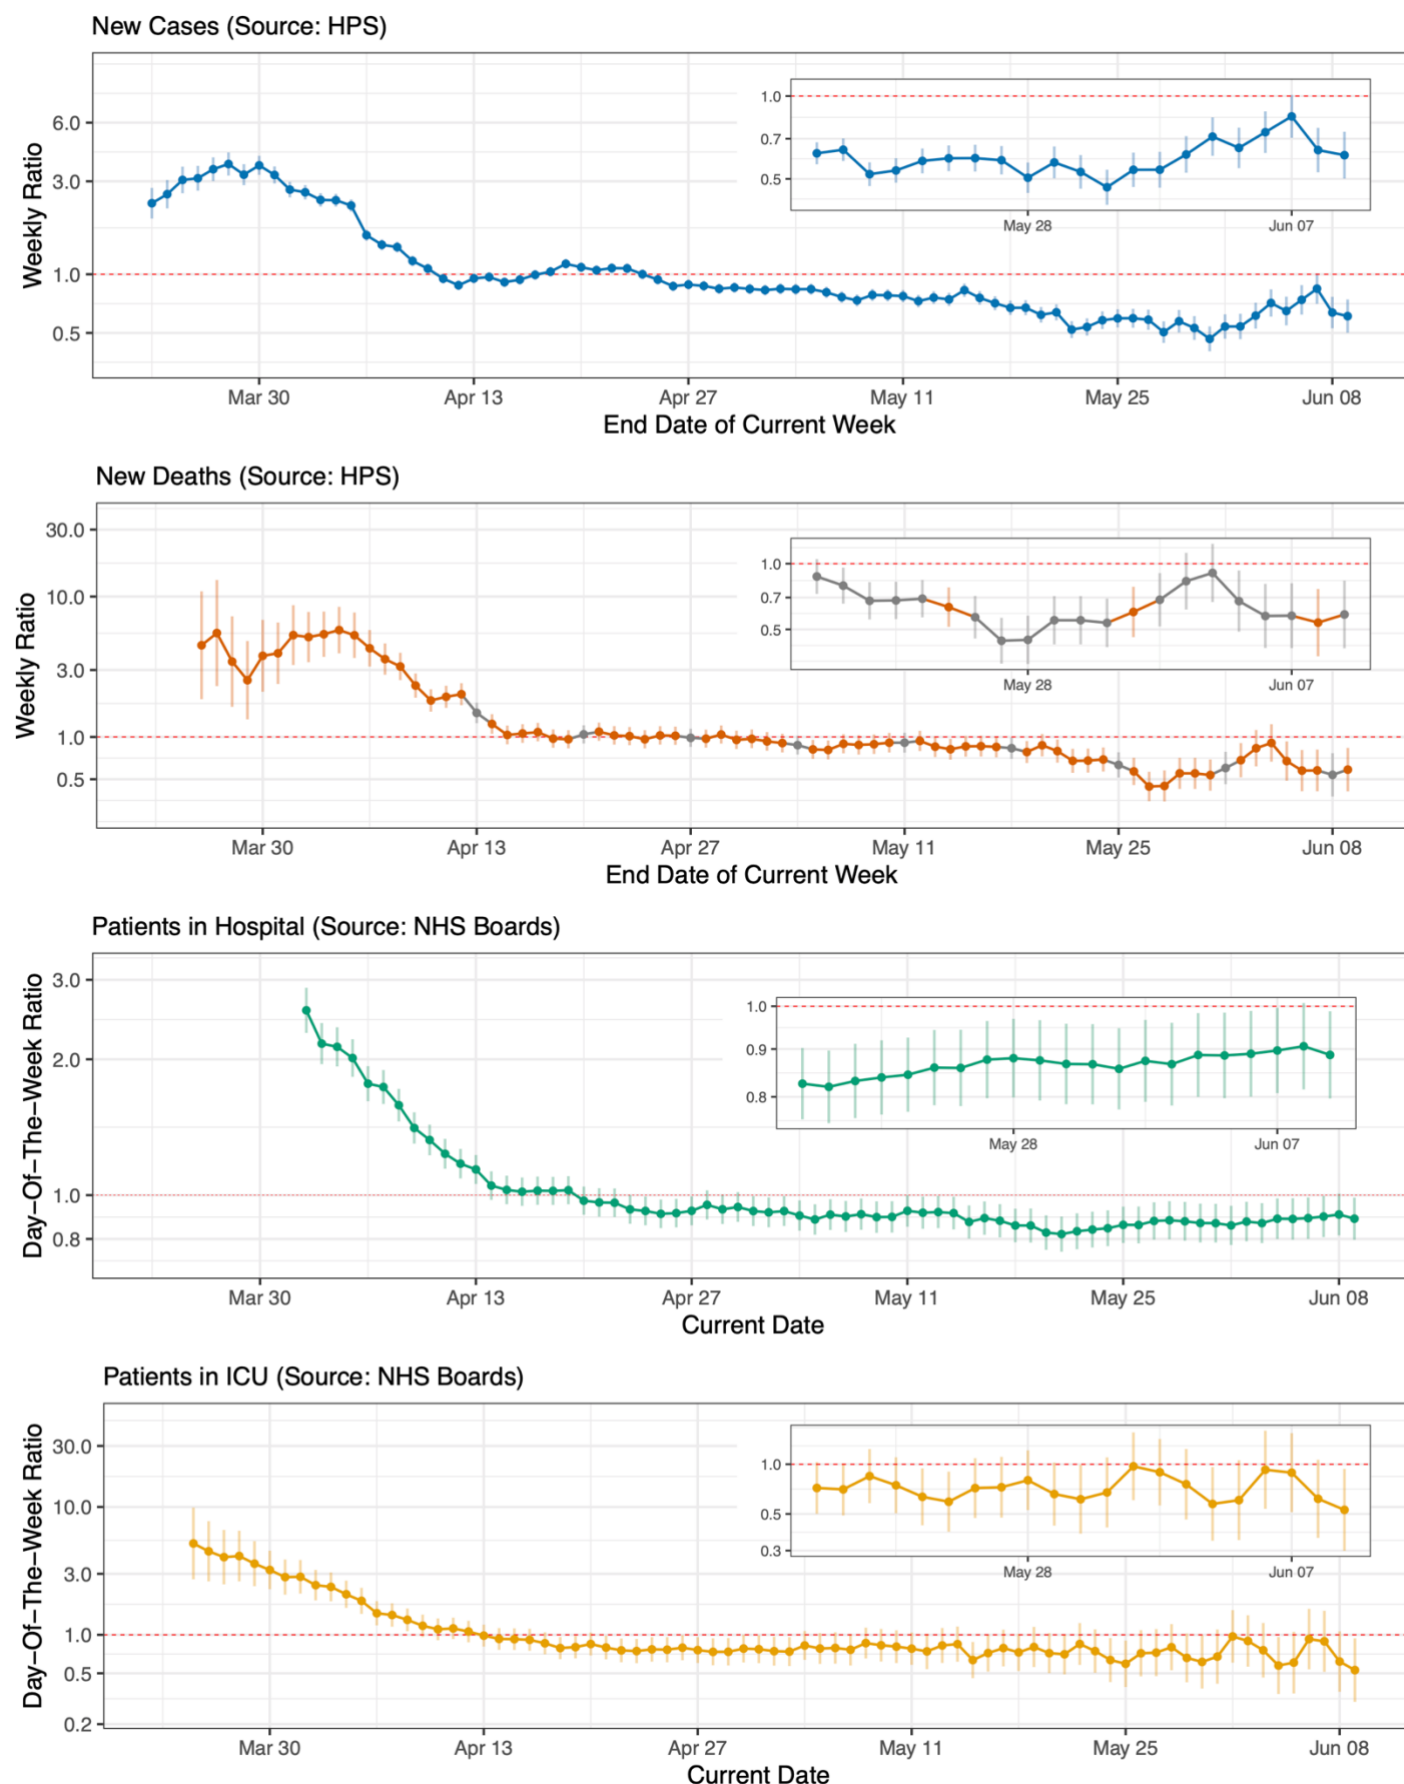 New Cases (Source: HPS)
Weekly Ratio
6.0
3.0
1.0
0.5
1.0
0.7
0.5
May 28
Jun 07
Mar 30
Apr 13
Apr 27
May 11
May 25
Jun 08
End Date of Current Week
New Deaths (Source: HPS)
Weekly Ratio
30.0
10.0
3.0
1.0
0.5
1.0
0.7
0.5
May 28
Jun 07
Mar 30
Apr 13
Apr 27
May 11
May 25
Jun 08
End Date of Current Week
Patients in Hospital (Source: NHS Boards)
Day−Of−The−Week Ratio
3.0
2.0
1.0
0.8
1.0
0.9
0.8
May 28
Jun 07
Mar 30
Apr 13
Apr 27
May 11
May 25
Jun 08
Current Date
Patients in ICU (Source: NHS Boards)
Day−Of−The−Week Ratio
30.0
10.0
3.0
1.0
0.5
0.2
1.0
0.5
0.3
May 28
Jun 07
Mar 30
Apr 13
Apr 27
May 11
May 25
Jun 08
Current Date